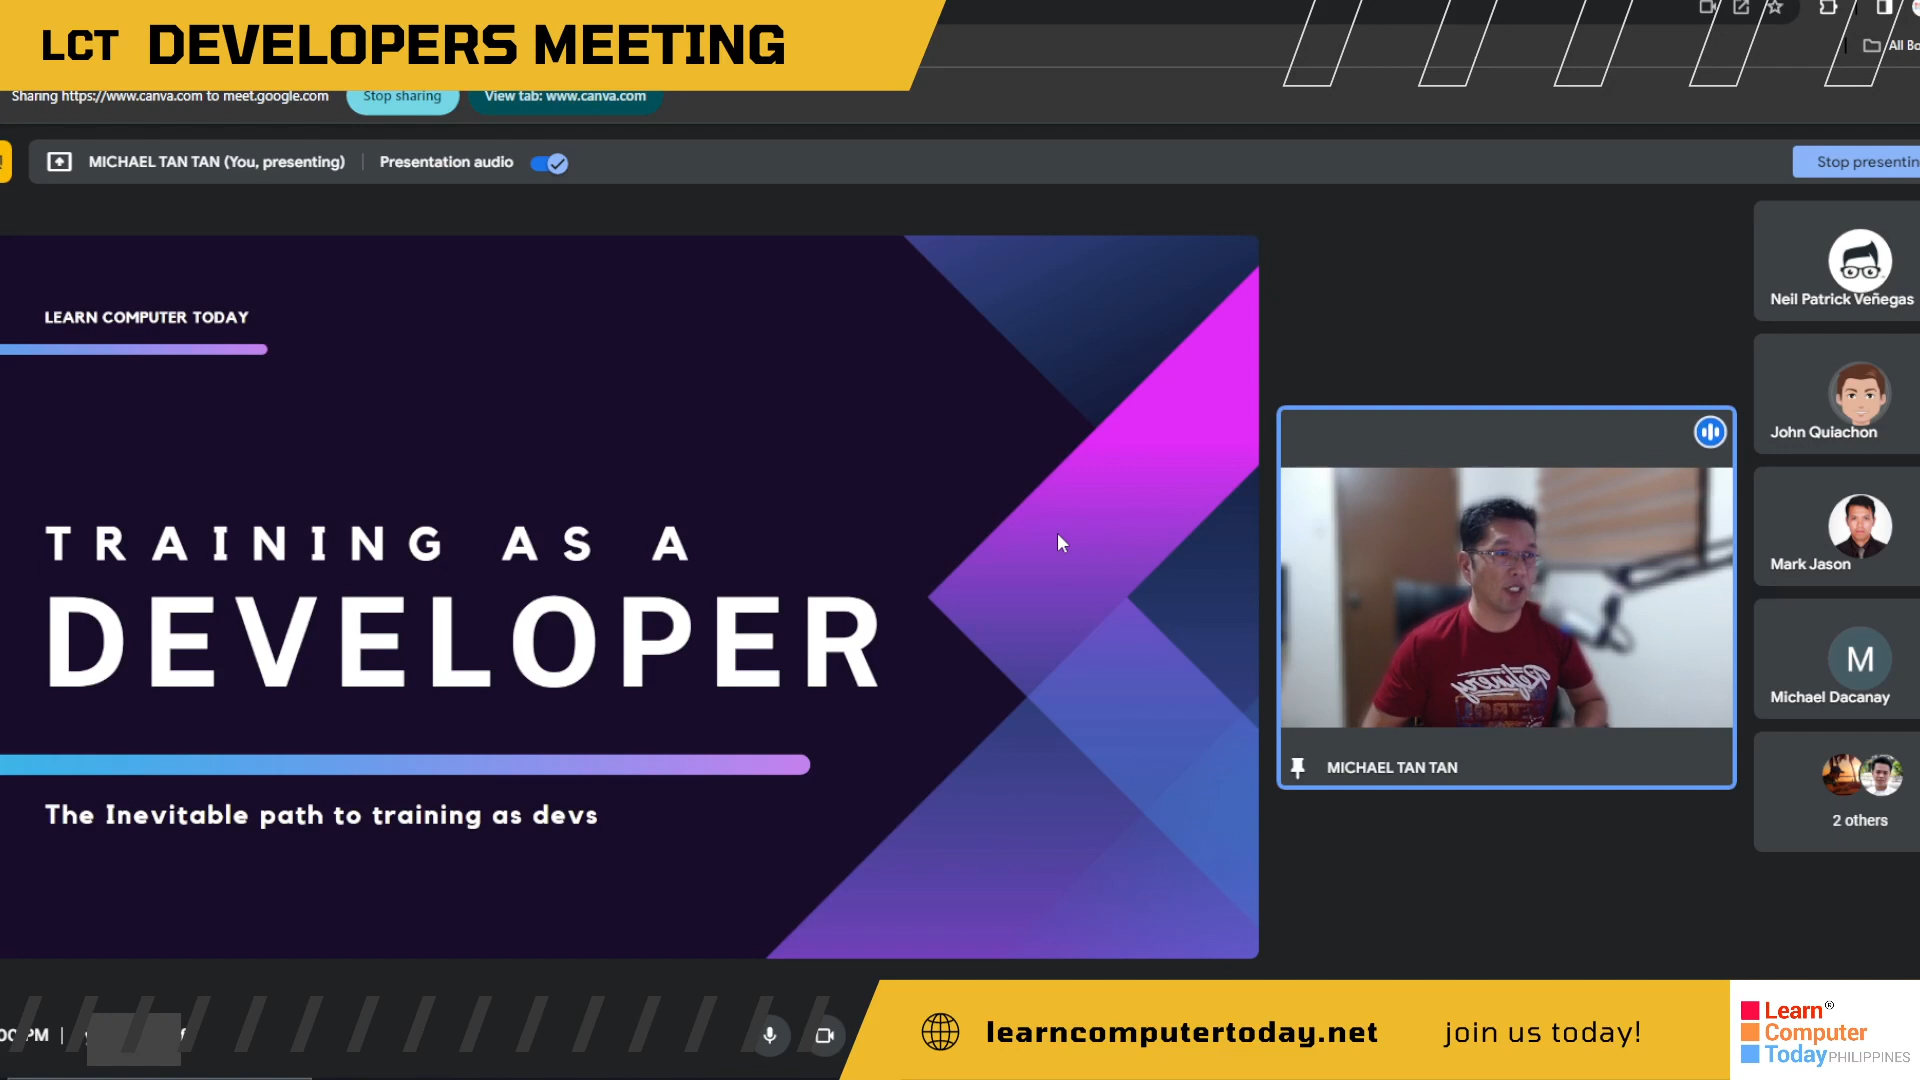 LCT DEVELOPERS MEETING
All Bo
Sharing https://www.canva.com to meet.google.com Stop sharing View tab: www.canva.com
MICHAEL TAN TAN (You, presenting) Presentation audio Stop presentin
LEARN COMPUTER TODAY
TRAINING AS A
DEVELOPER
The Inevitable path to training as devs
MICHAEL TAN TAN
Neil Patrick Veñegas
John Quiachon
Mark Jason
M
Michael Dacanay
2 others
PM
learncomputertoday.net join us today!
Learn®
Computer
Today PHILIPPINES